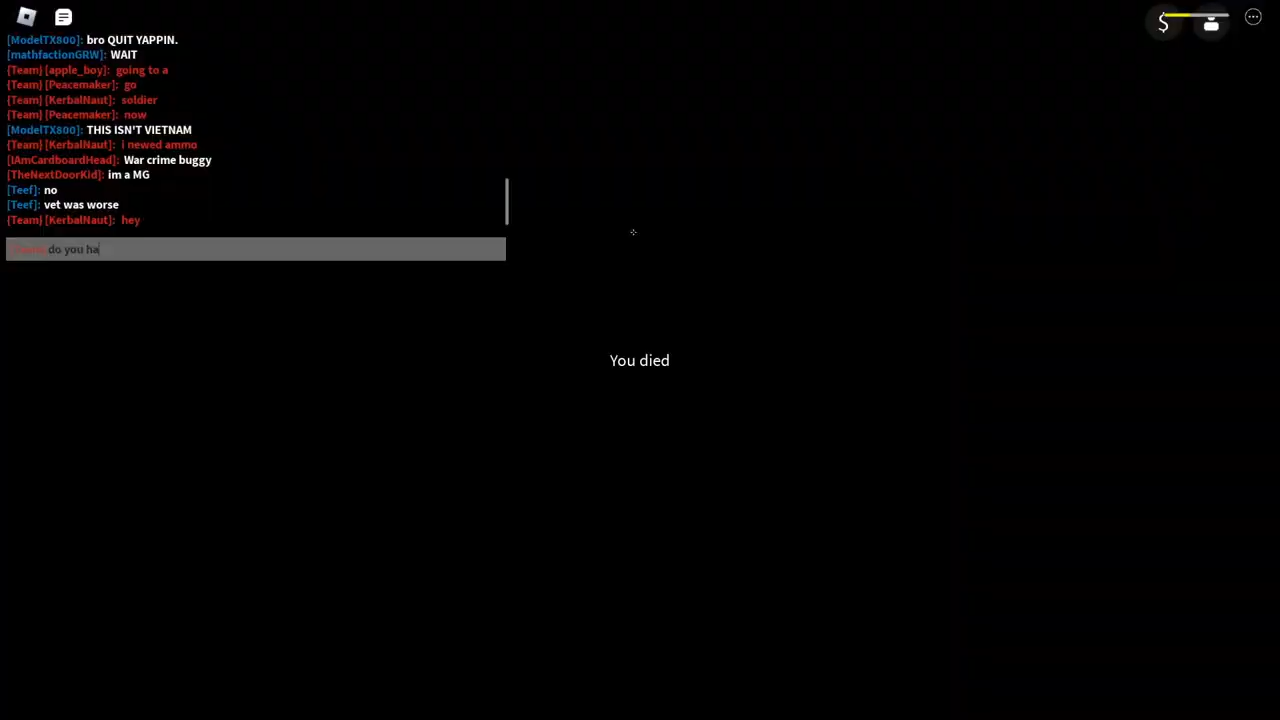 [ModelTX800]: bro QUIT YAPPIN.
[mathfactionGRW]: WAIT
{Team} [apple_boy]: going to a
{Team} [Peacemaker]: go
{Team} [KerbalNaut]: soldier
{Team} [Peacemaker]: now
[ModelTX800]: THIS ISN'T VIETNAM
{Team} [KerbalNaut]: i newed ammo
[IAmCardboardHead]: War crime buggy
[TheNextDoorKid]: im a MG
[Teef]: no
[Teef]: vet was worse
{Team} [KerbalNaut]: hey
do you ha
You died